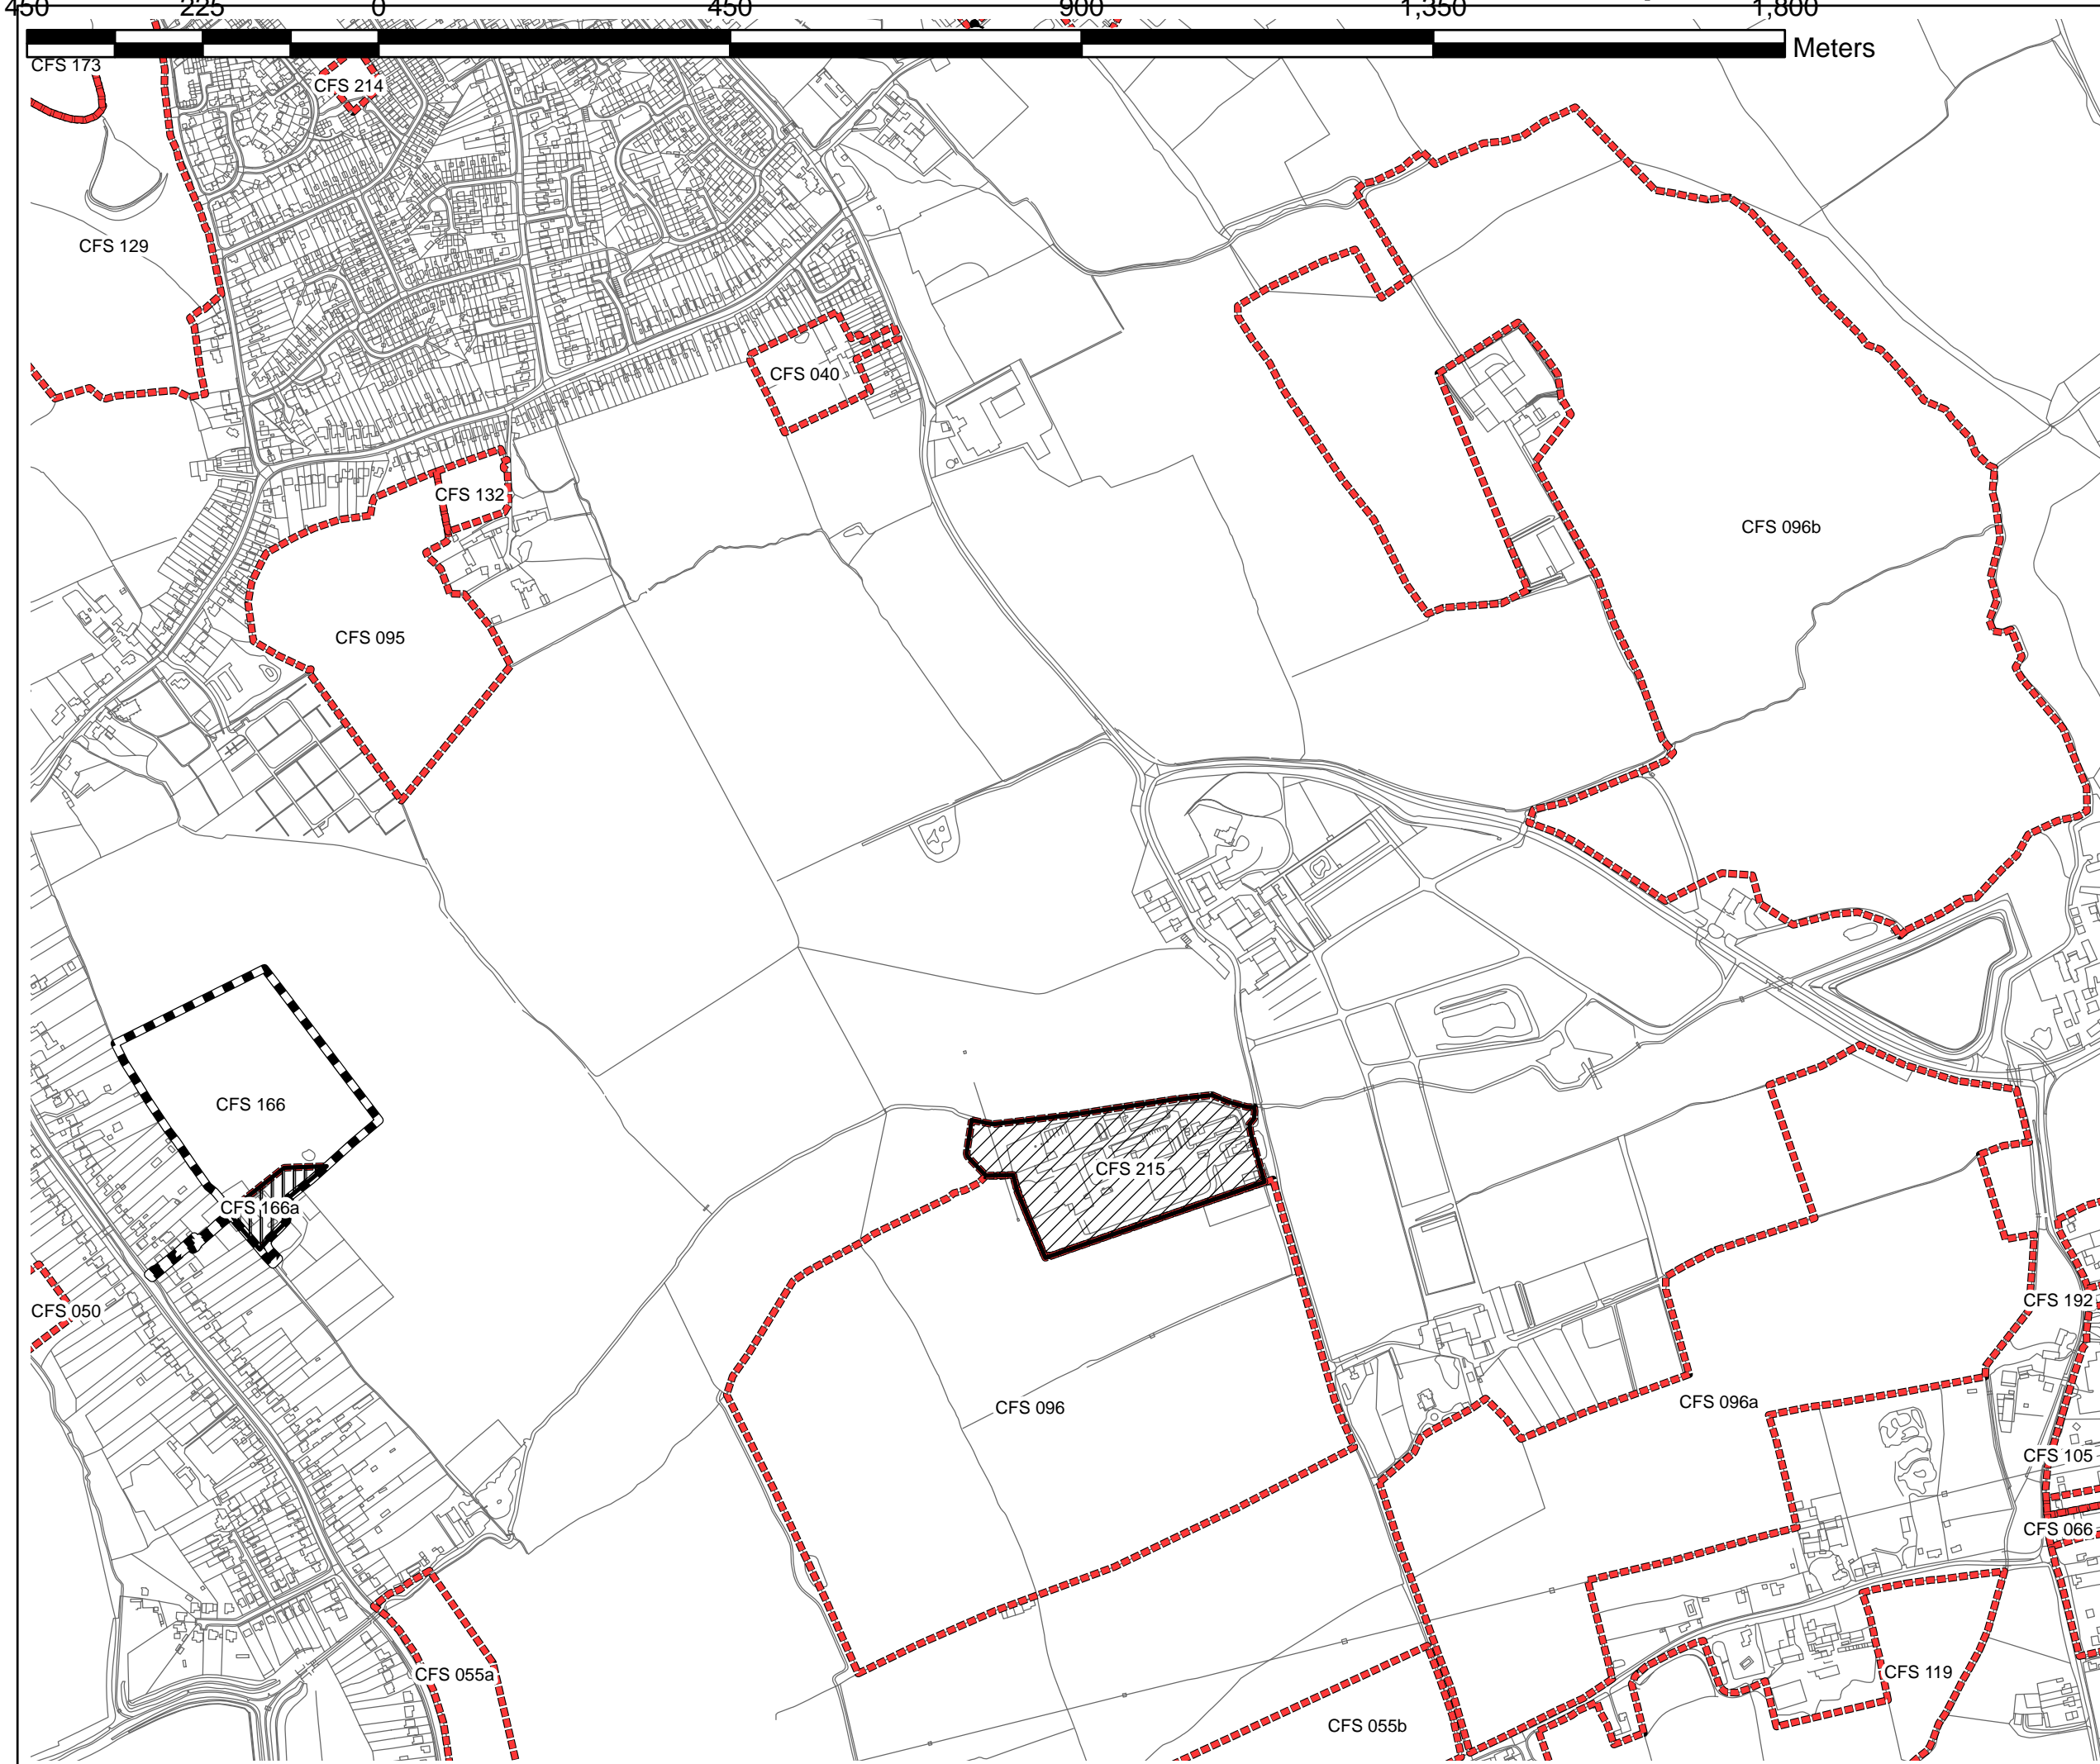 450 225 0 450 900 1,350 1,800
Meters
CFS 173
CFS 214
CFS 129
CFS 040
CFS 132
CFS 096b
CFS 095
CFS 166
CFS 215
CFS 166a
CFS 192
CFS 050
CFS 096a
CFS 096
CFS 105
CFS 066
CFS 119
CFS 055a
CFS 055b